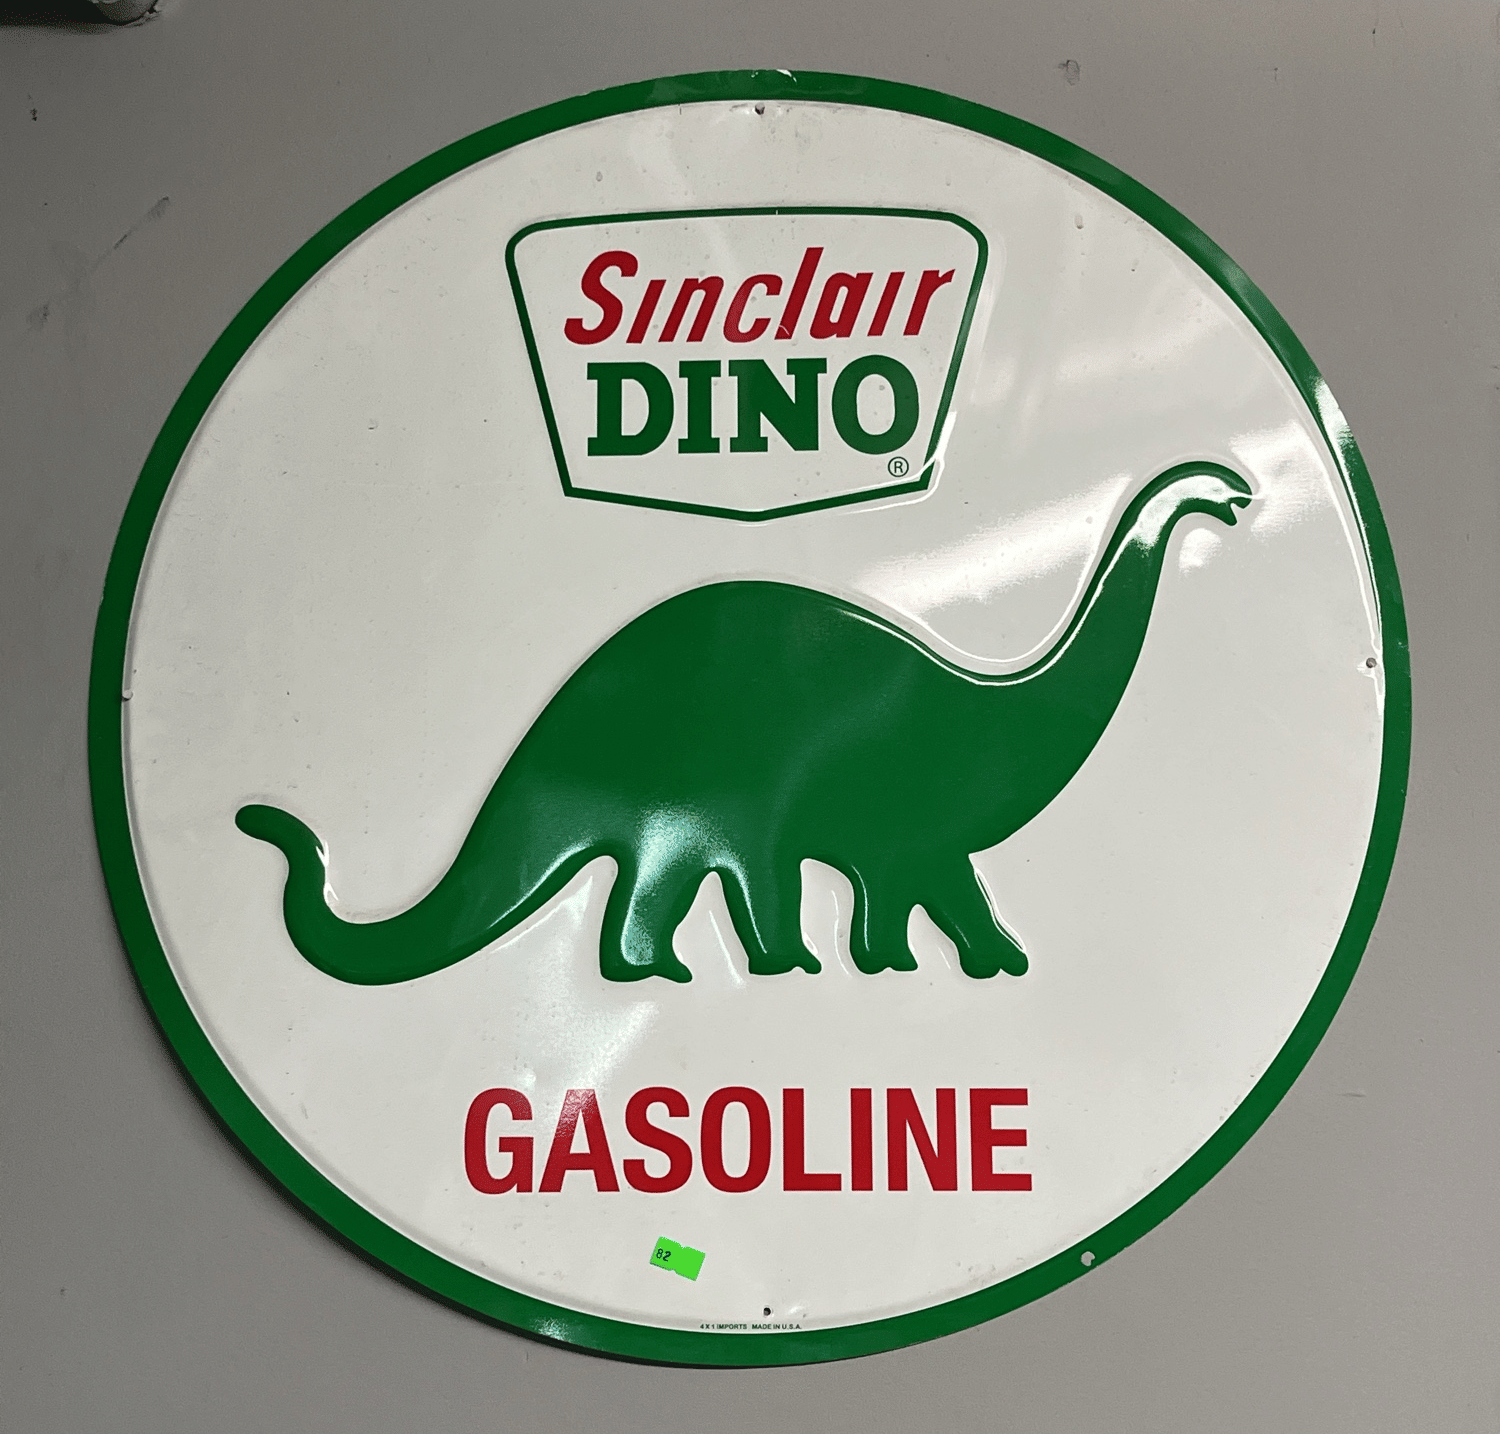 Sinclair
DINO
®
GASOLINE
82
4 X 1 IMPORTS MADE IN U.S.A.